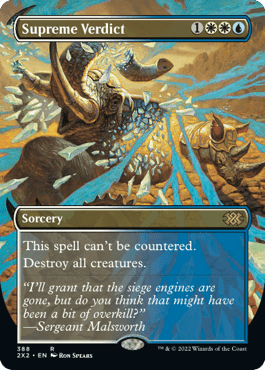 Supreme Verdict 1
Sorcery
This spell can't be countered.
Destroy all creatures.
“I'll grant that the siege engines are
gone, but do you think that might have
been a bit of overkill?”
—Sergeant Malsworth
388 R
2X2 • EN Ron Spears
™ & © 2022 Wizards of the Coast